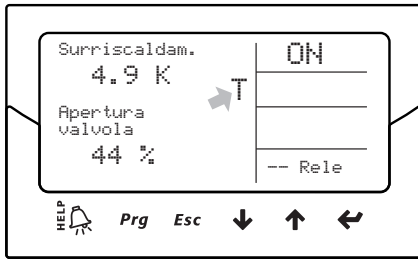 Surriscaldam.
4.9 K
Apertura
valvola
44 %
T
ON
-- Rele
HELP
Prg
Esc